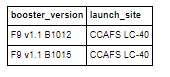 booster_version launch_site
F9 v1.1 B1012 CCAFS LC-40
F9 v1.1 B1015 CCAFS LC-40